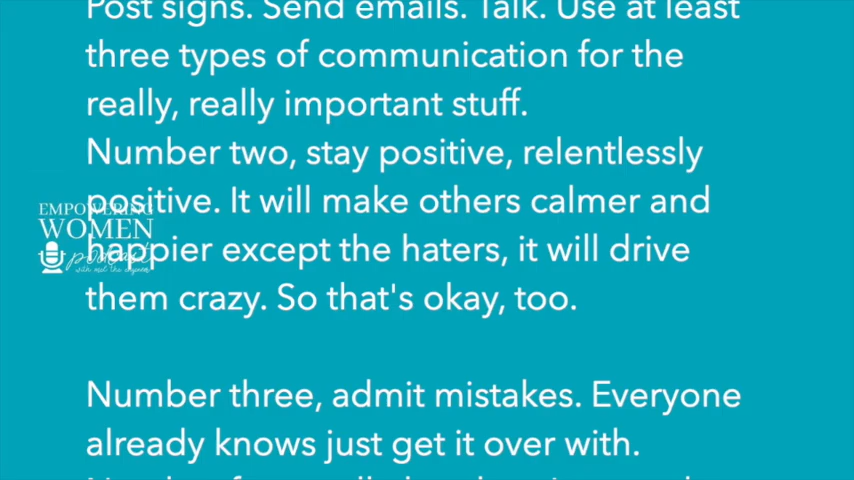 Post signs. Send emails. Talk. Use at least
three types of communication for the
really, really important stuff.
Number two, stay positive, relentlessly
positive. It will make others calmer and
happier except the haters, it will drive
them crazy. So that's okay, too.
Number three, admit mistakes. Everyone
already knows just get it over with.
EMPOWERING
WOMEN
podcast